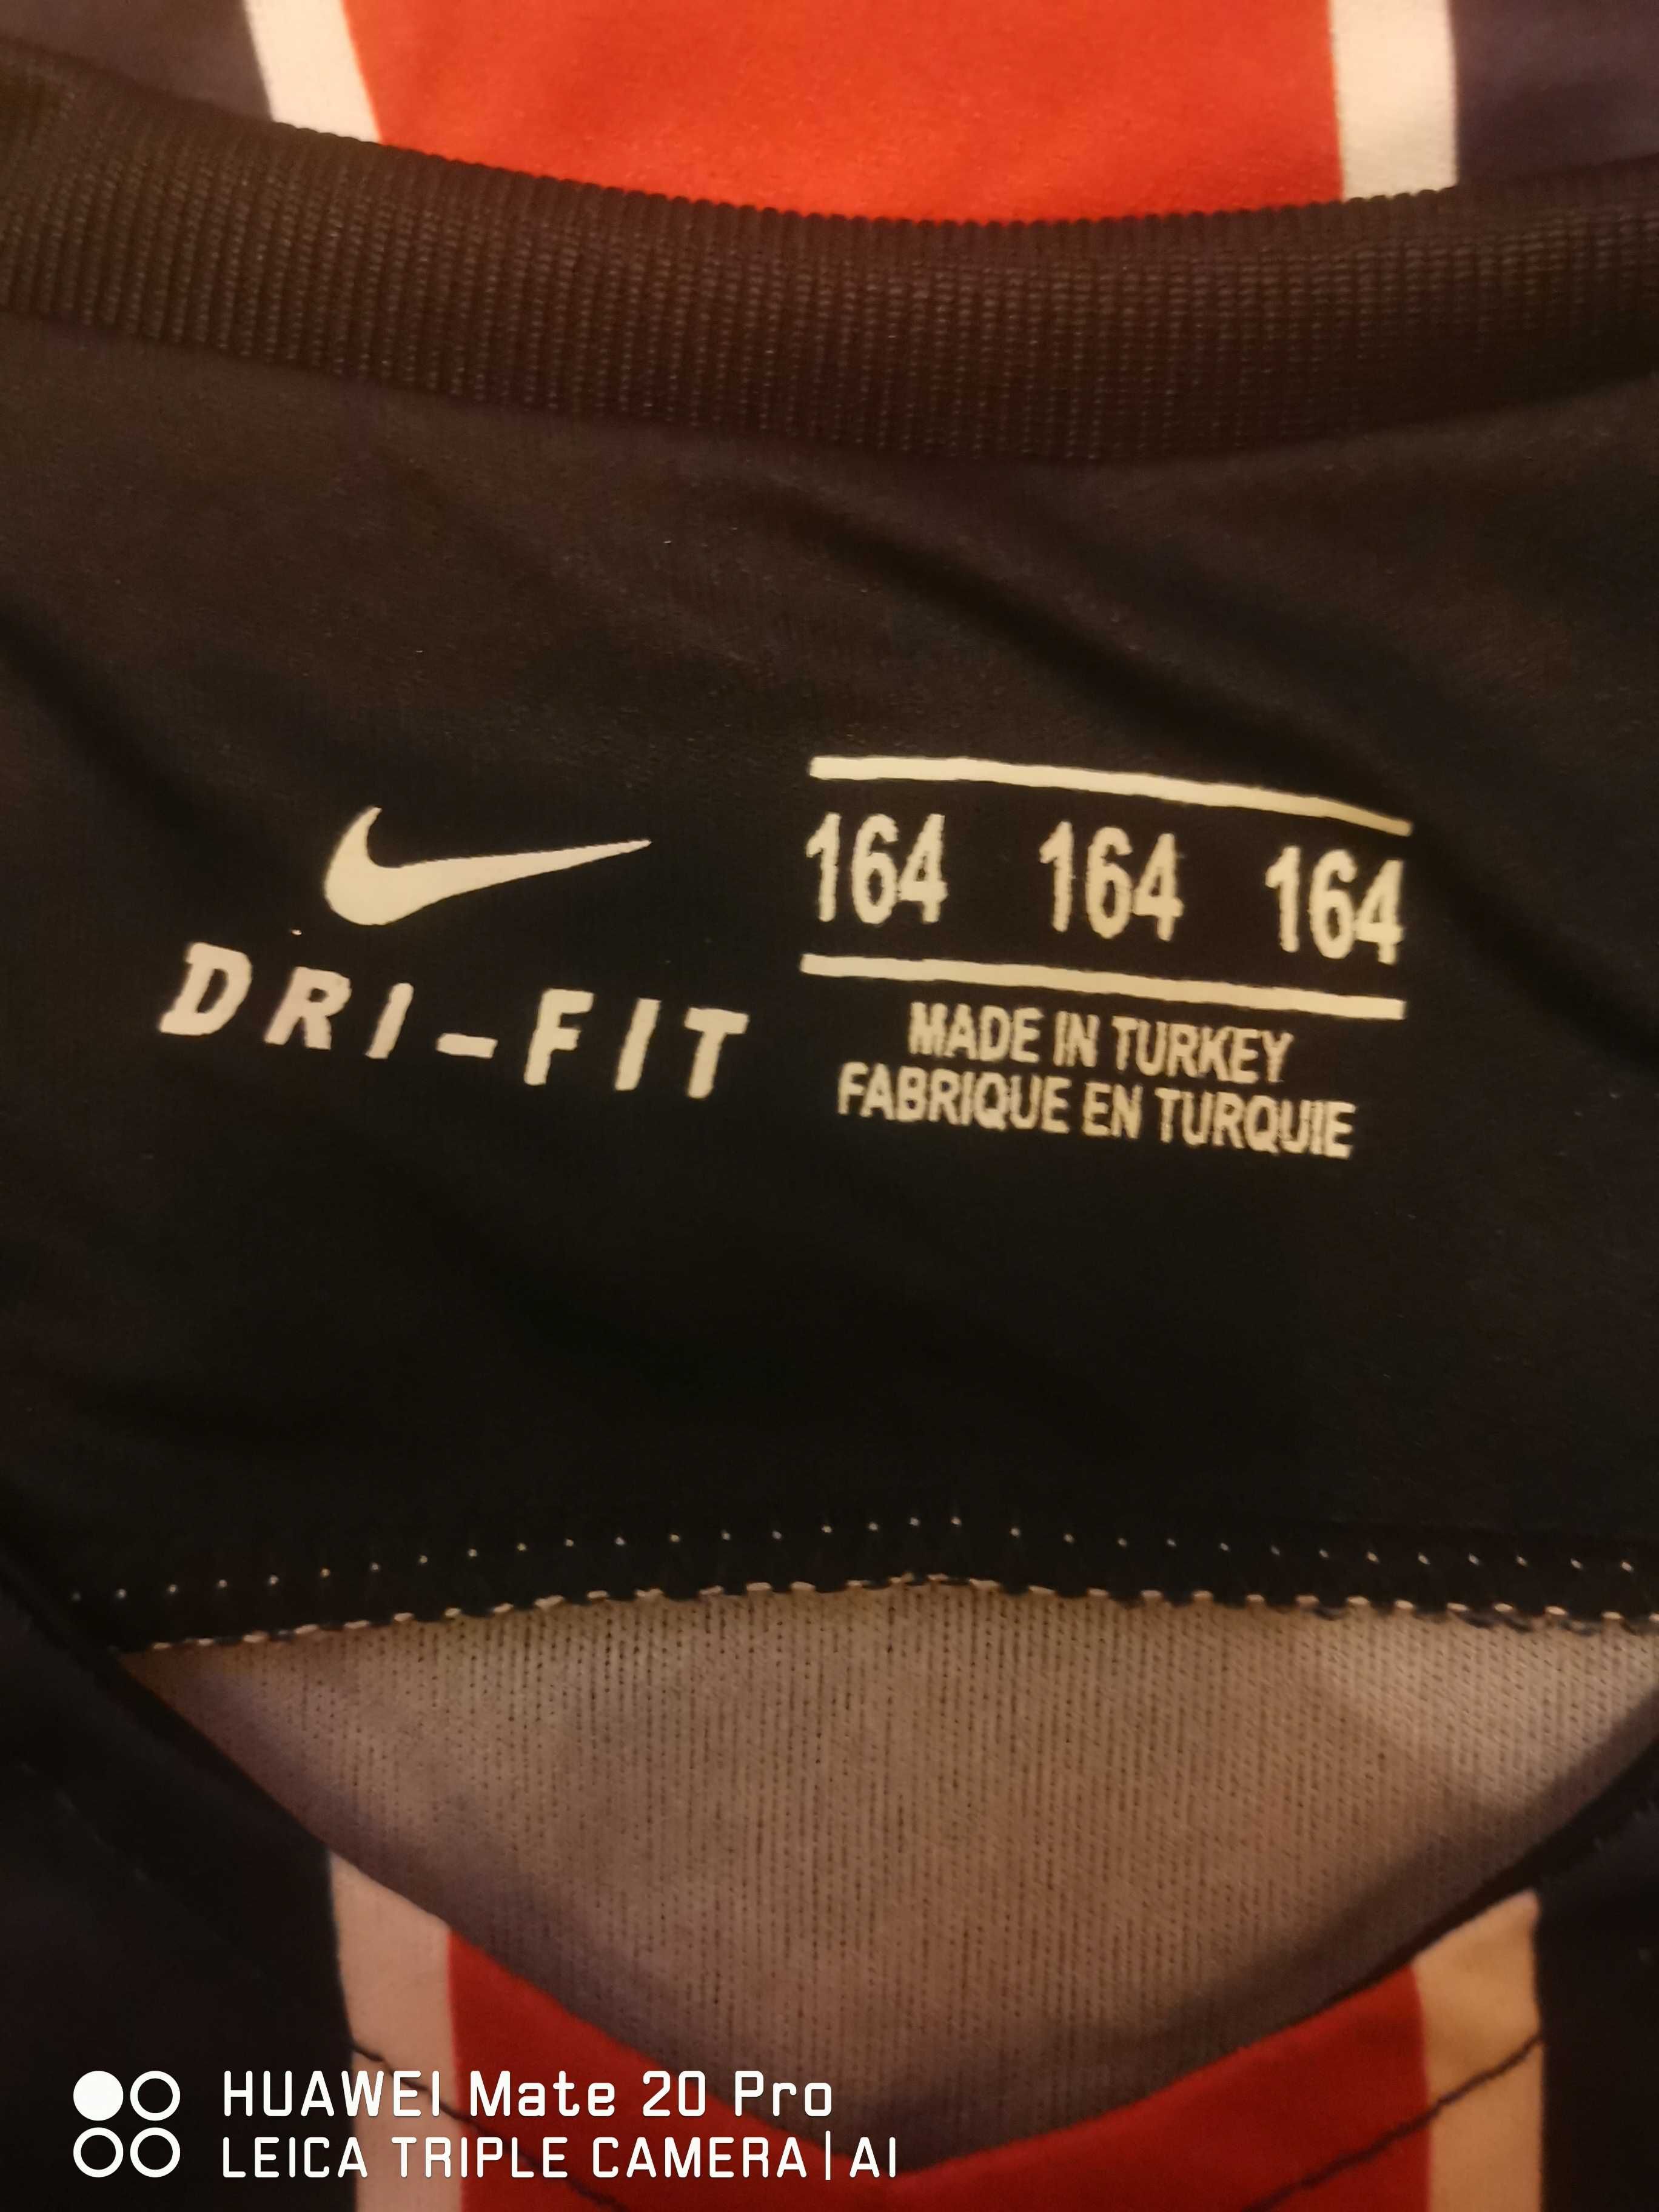 DRI-FIT
164 164 164
MADE IN TURKEY
FABRIQUE EN TURQUIE
HUAWEI Mate 20 Pro
LEICA TRIPLE CAMERA|AI